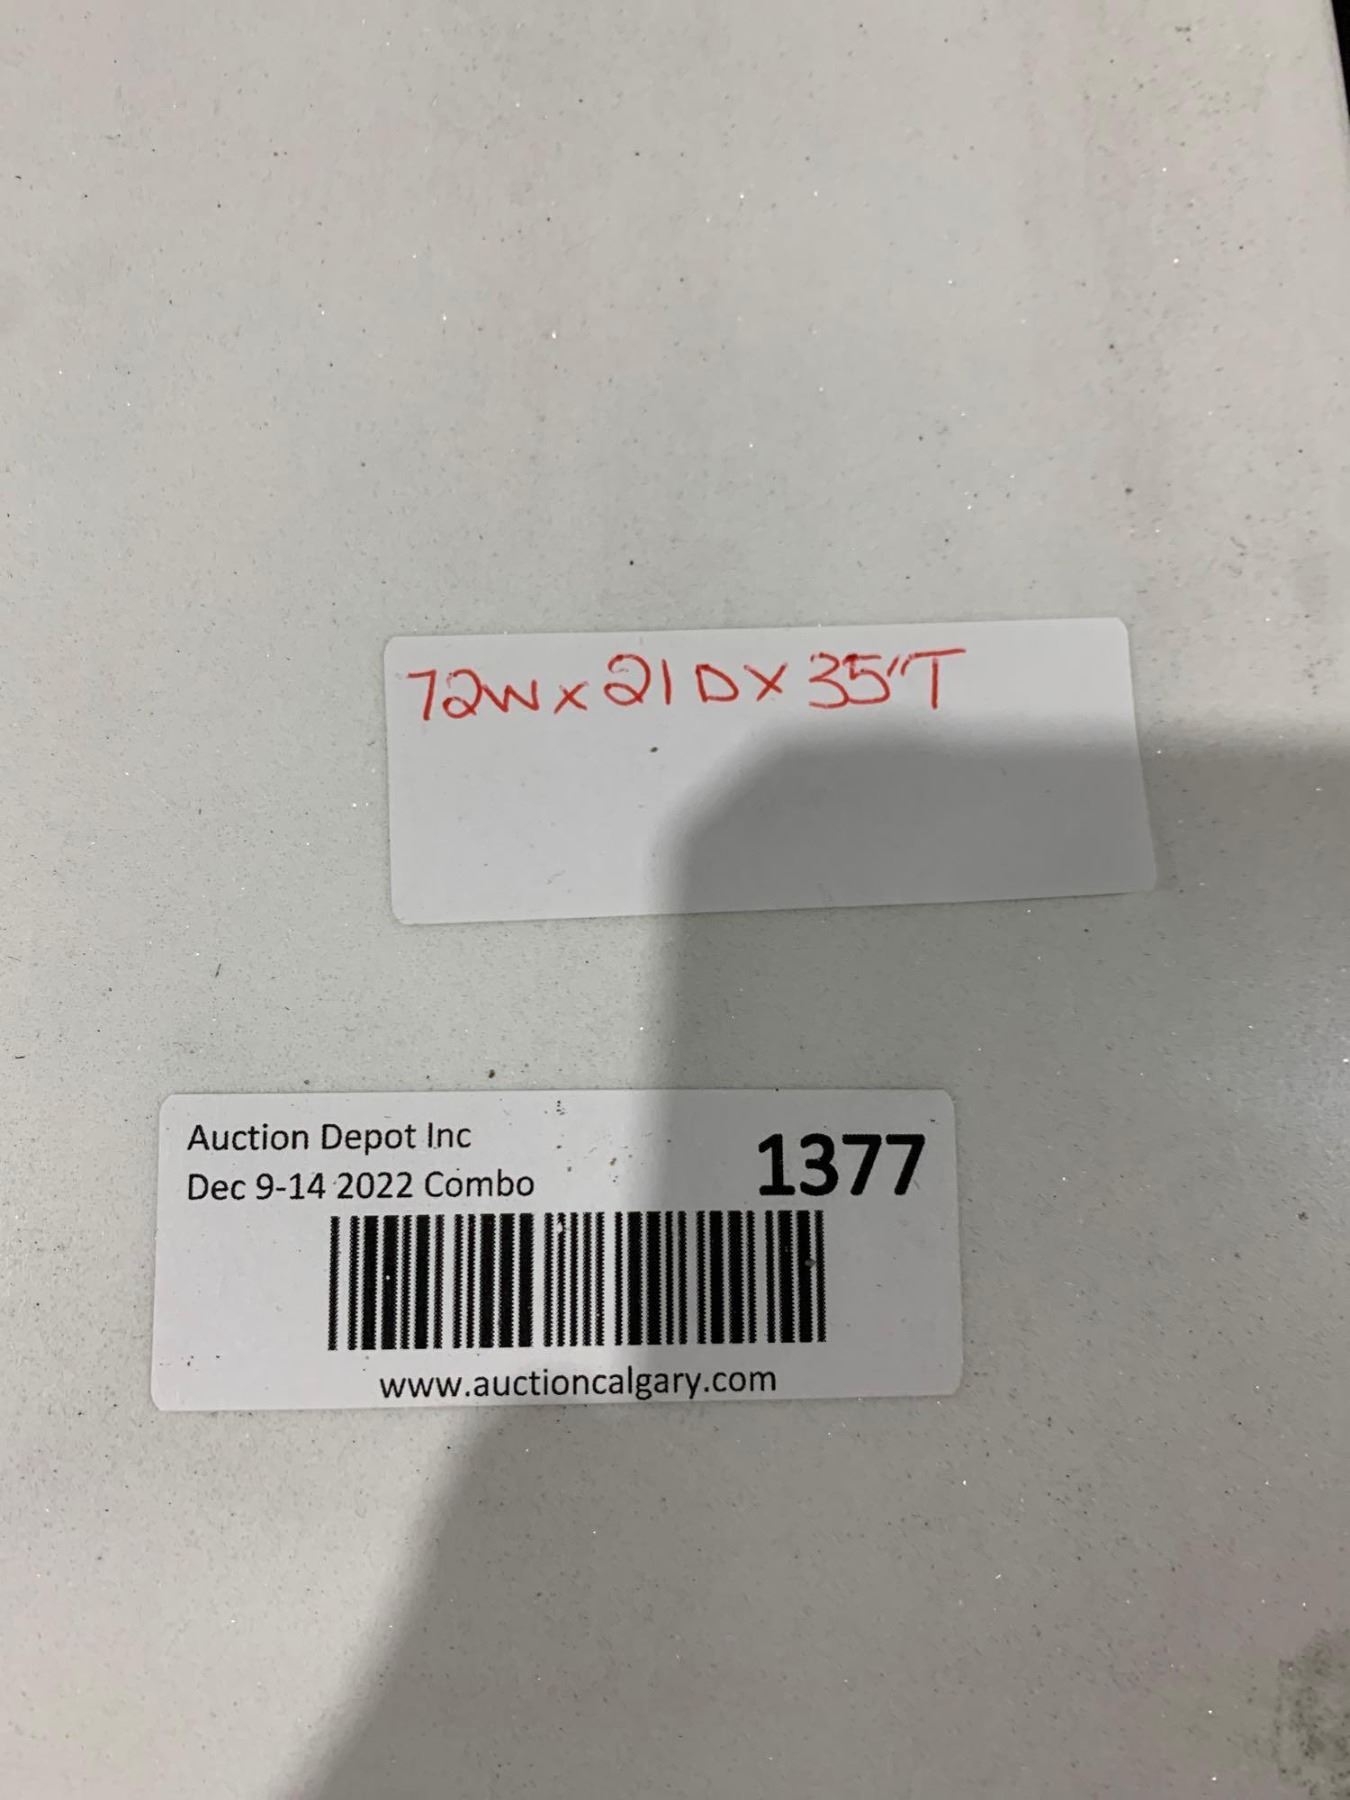 72W x 21D x 35"T
Auction Depot Inc
Dec 9-14 2022 Combo
1377
www.auctioncalgary.com